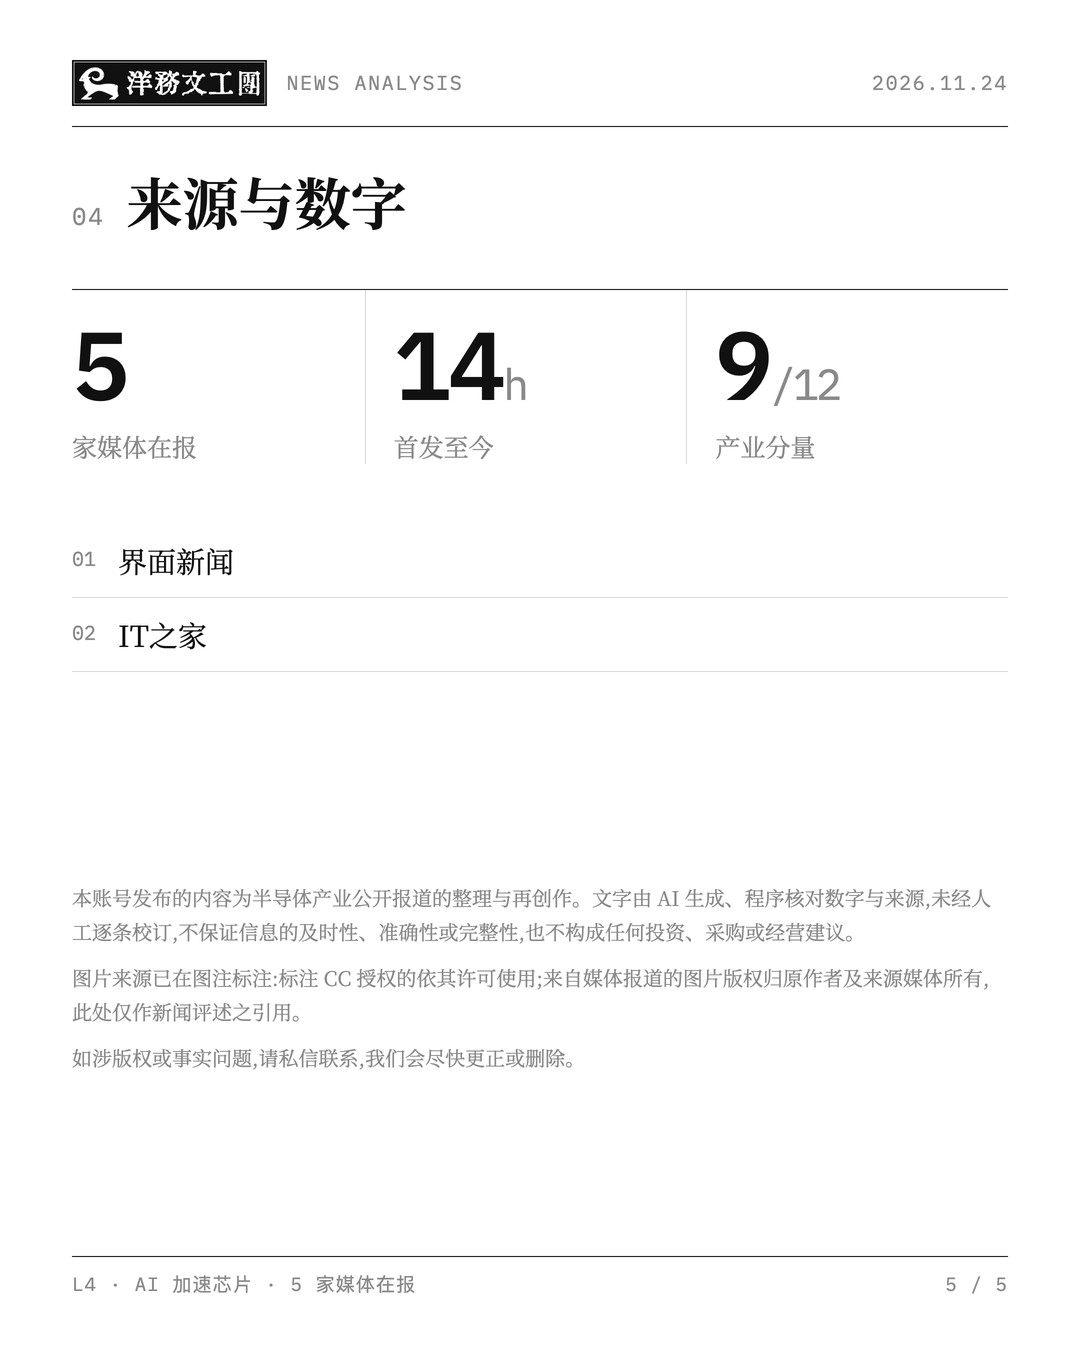 洋務文工團 NEWS ANALYSIS 2026.11.24
04 来源与数字
5 14h 9/12
家媒体在报 首发至今 产业分量
01 界面新闻
02 IT之家
本账号发布的内容为半导体产业公开报道的整理与再创作。文字由 AI 生成、程序核对数字与来源,未经人
工逐条校订,不保证信息的及时性、准确性或完整性,也不构成任何投资、采购或经营建议。
图片来源已在图注标注:标注 CC 授权的依其许可使用;来自媒体报道的图片版权归原作者及来源媒体所有,
此处仅作新闻评述之引用。
如涉版权或事实问题,请私信联系,我们会尽快更正或删除。
L4 · AI 加速芯片 · 5 家媒体在报 5 / 5